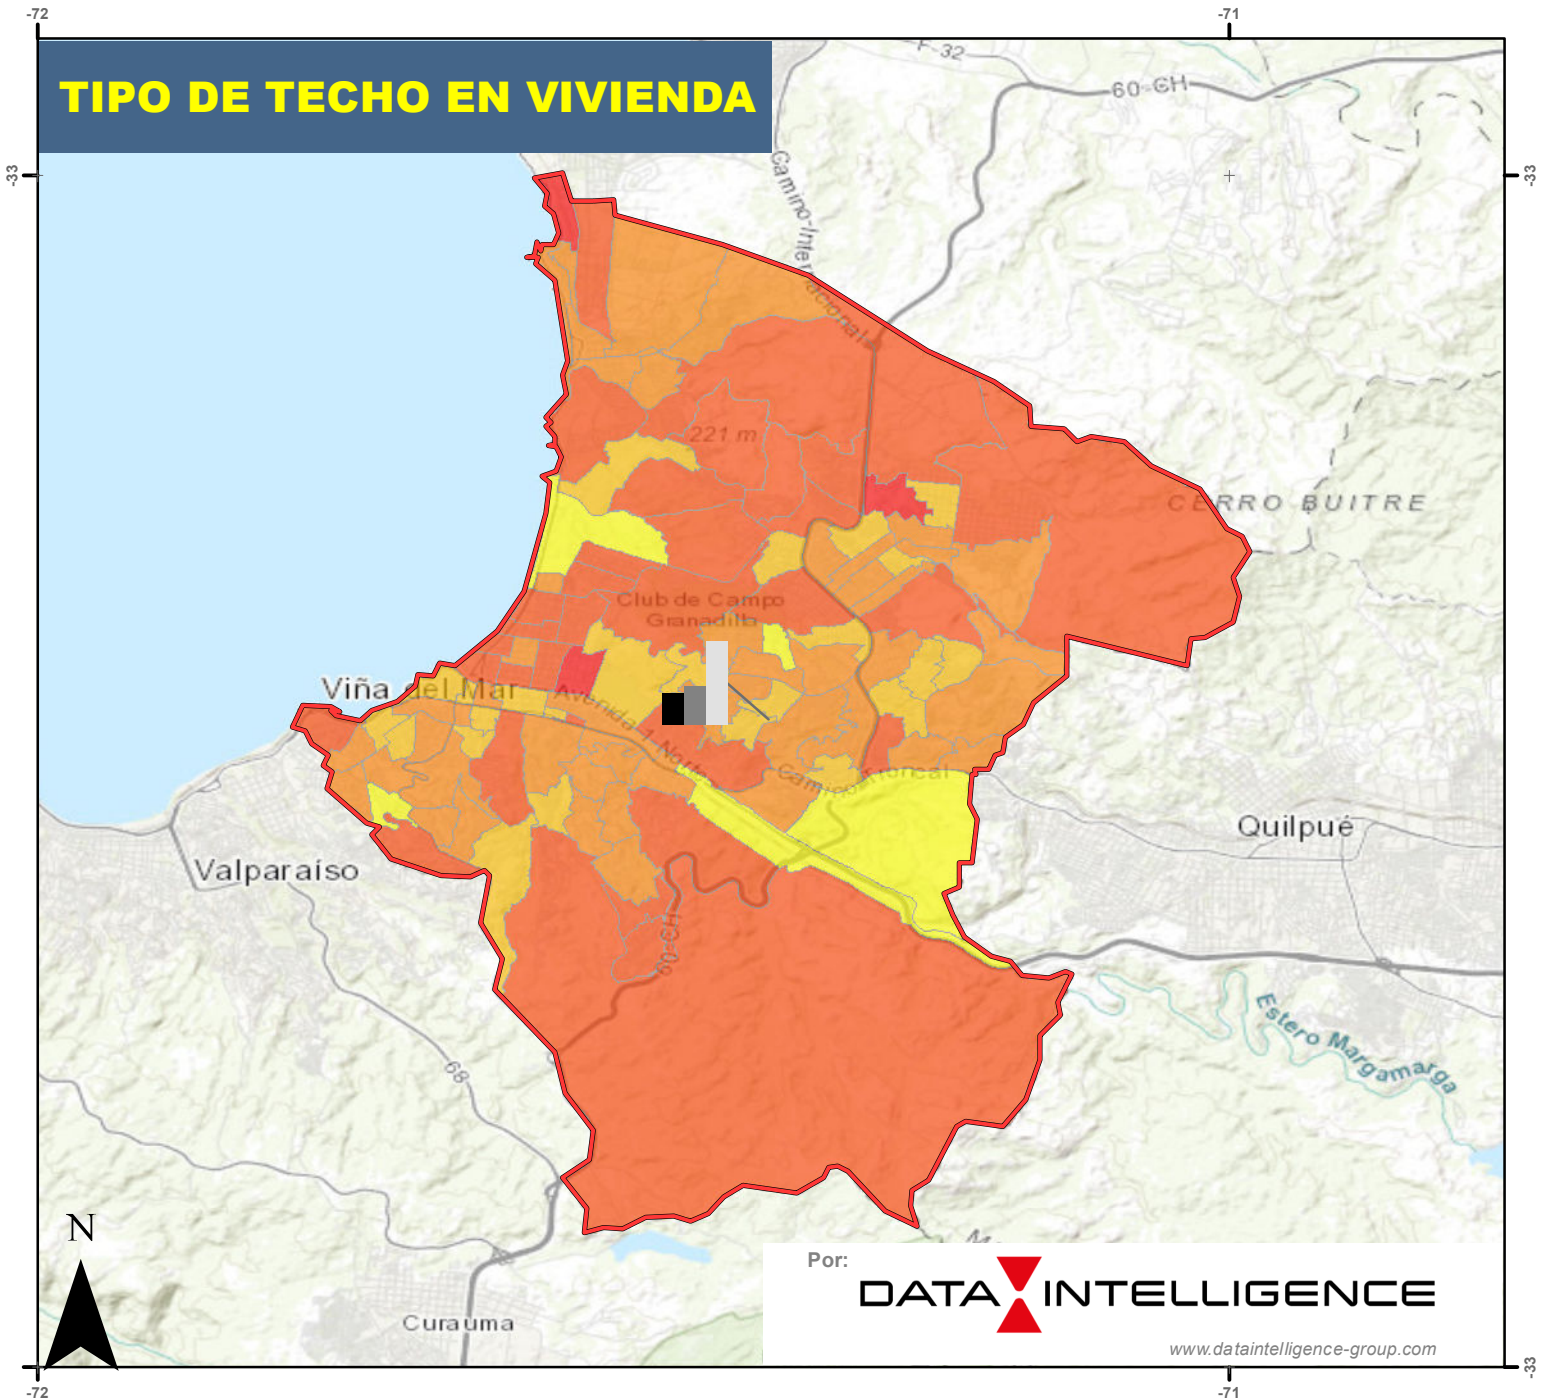 -72
-71
F-32
60-CH
TIPO DE TECHO EN VIVIENDA
-33
-33
Camino-Internacional
221 m
CERRO BUITRE
Club de Campo
Granadilla
Viña del Mar
Avenida 1 Norte
Camino
Troncal
Quilpué
Valparaíso
60-CH
Estero Margamarga
68
N
Curauma
Por:
DATA INTELLIGENCE
www.dataintelligence-group.com
-33
-72
-71